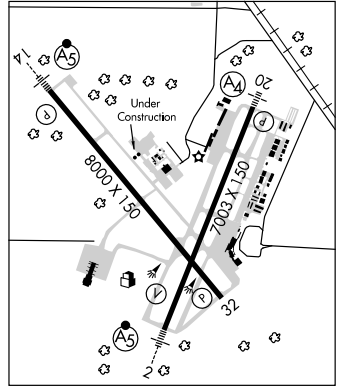 14
A5
A4
20
P
P
Under
Construction
8000 X 150
7003 X 150
V
P
32
A5
2